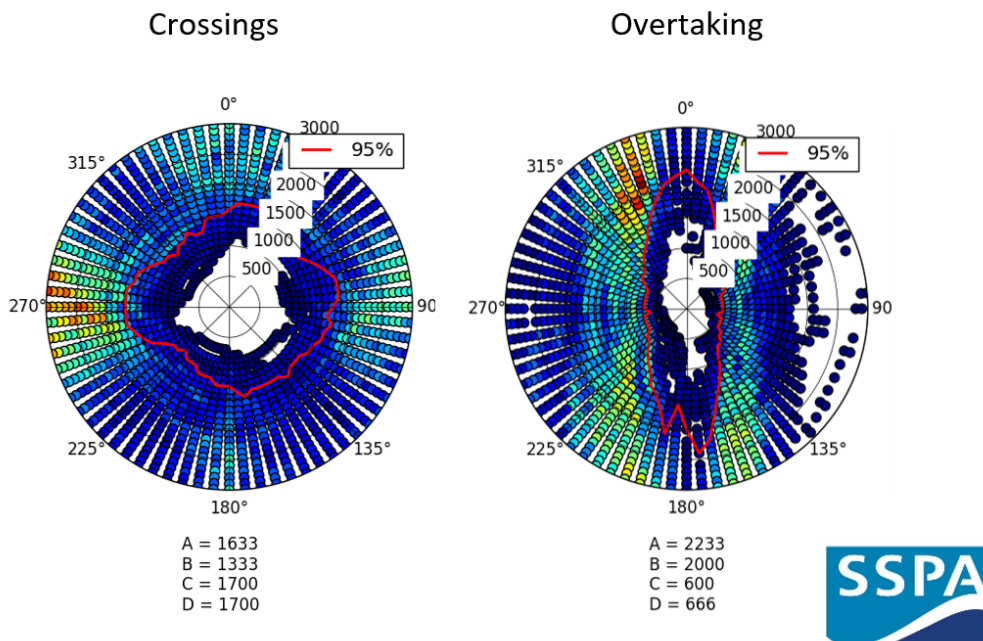 Crossings
Overtaking
0°
3000
95%
315°
2000
1500
1000
500
270°
90
225°
135°
180°
A = 1633
B = 1333
C = 1700
D = 1700
0°
3000
95%
315°
2000
1500
1000
500
270°
90
225°
135°
180°
A = 2233
B = 2000
C = 600
D = 666
SSPA